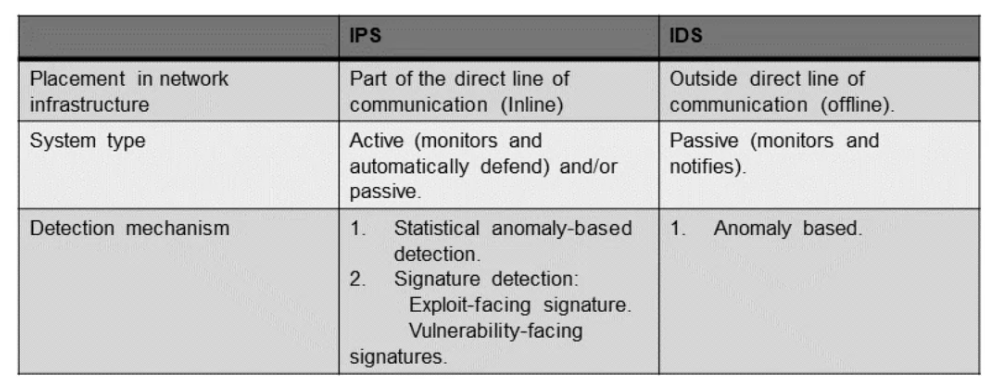 IPS
IDS
Placement in network
infrastructure
Part of the direct line of
communication (Inline)
Outside direct line of
communication (offline).
System type
Active (monitors and
automatically defend) and/or
passive.
Passive (monitors and
notifies).
Detection mechanism
1. Statistical anomaly-based
detection.
2. Signature detection:
Exploit-facing signature.
Vulnerability-facing
signatures.
1. Anomaly based.